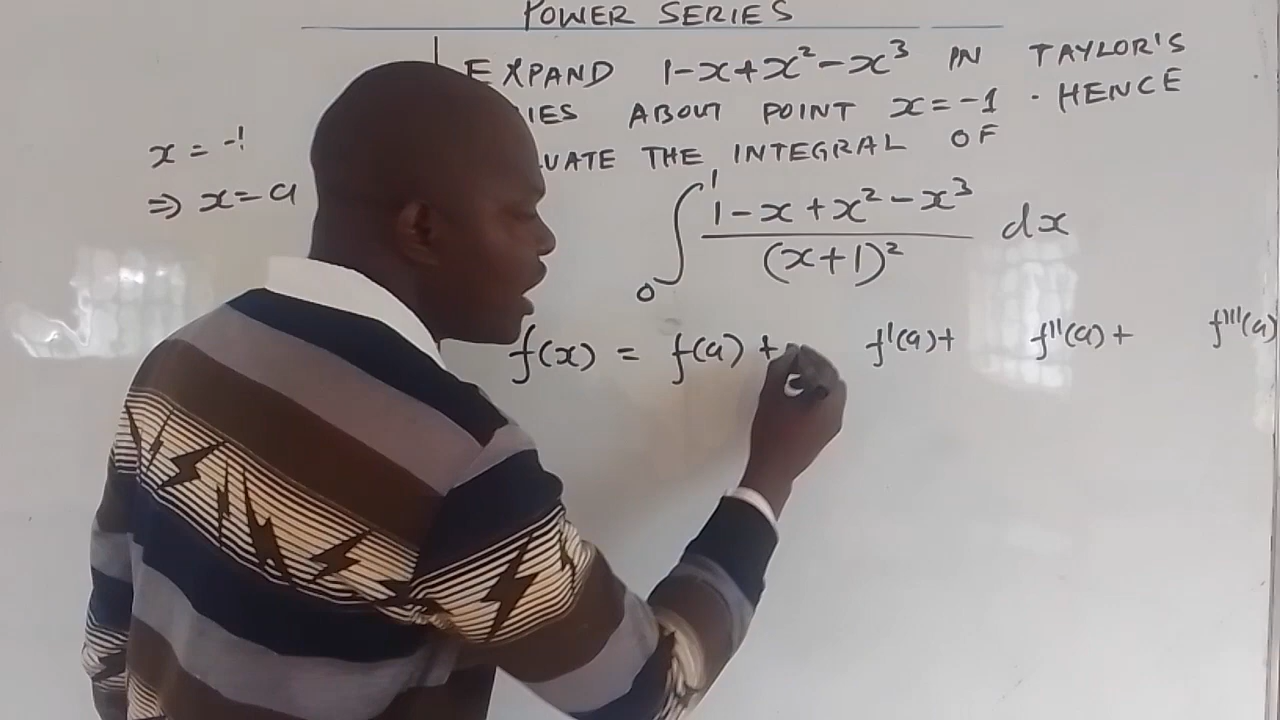 POWER SERIES
EXPAND 1-x+x²-x³ IN TAYLOR'S
IES ABOUT POINT x=-1 . HENCE
UATE THE INTEGRAL OF
x = -1
⇒ x = a
∫₀¹ (1-x+x²-x³)/(x+1)² dx
f(x) = f(a) + f'(a)+ f''(a)+ f'''(a)